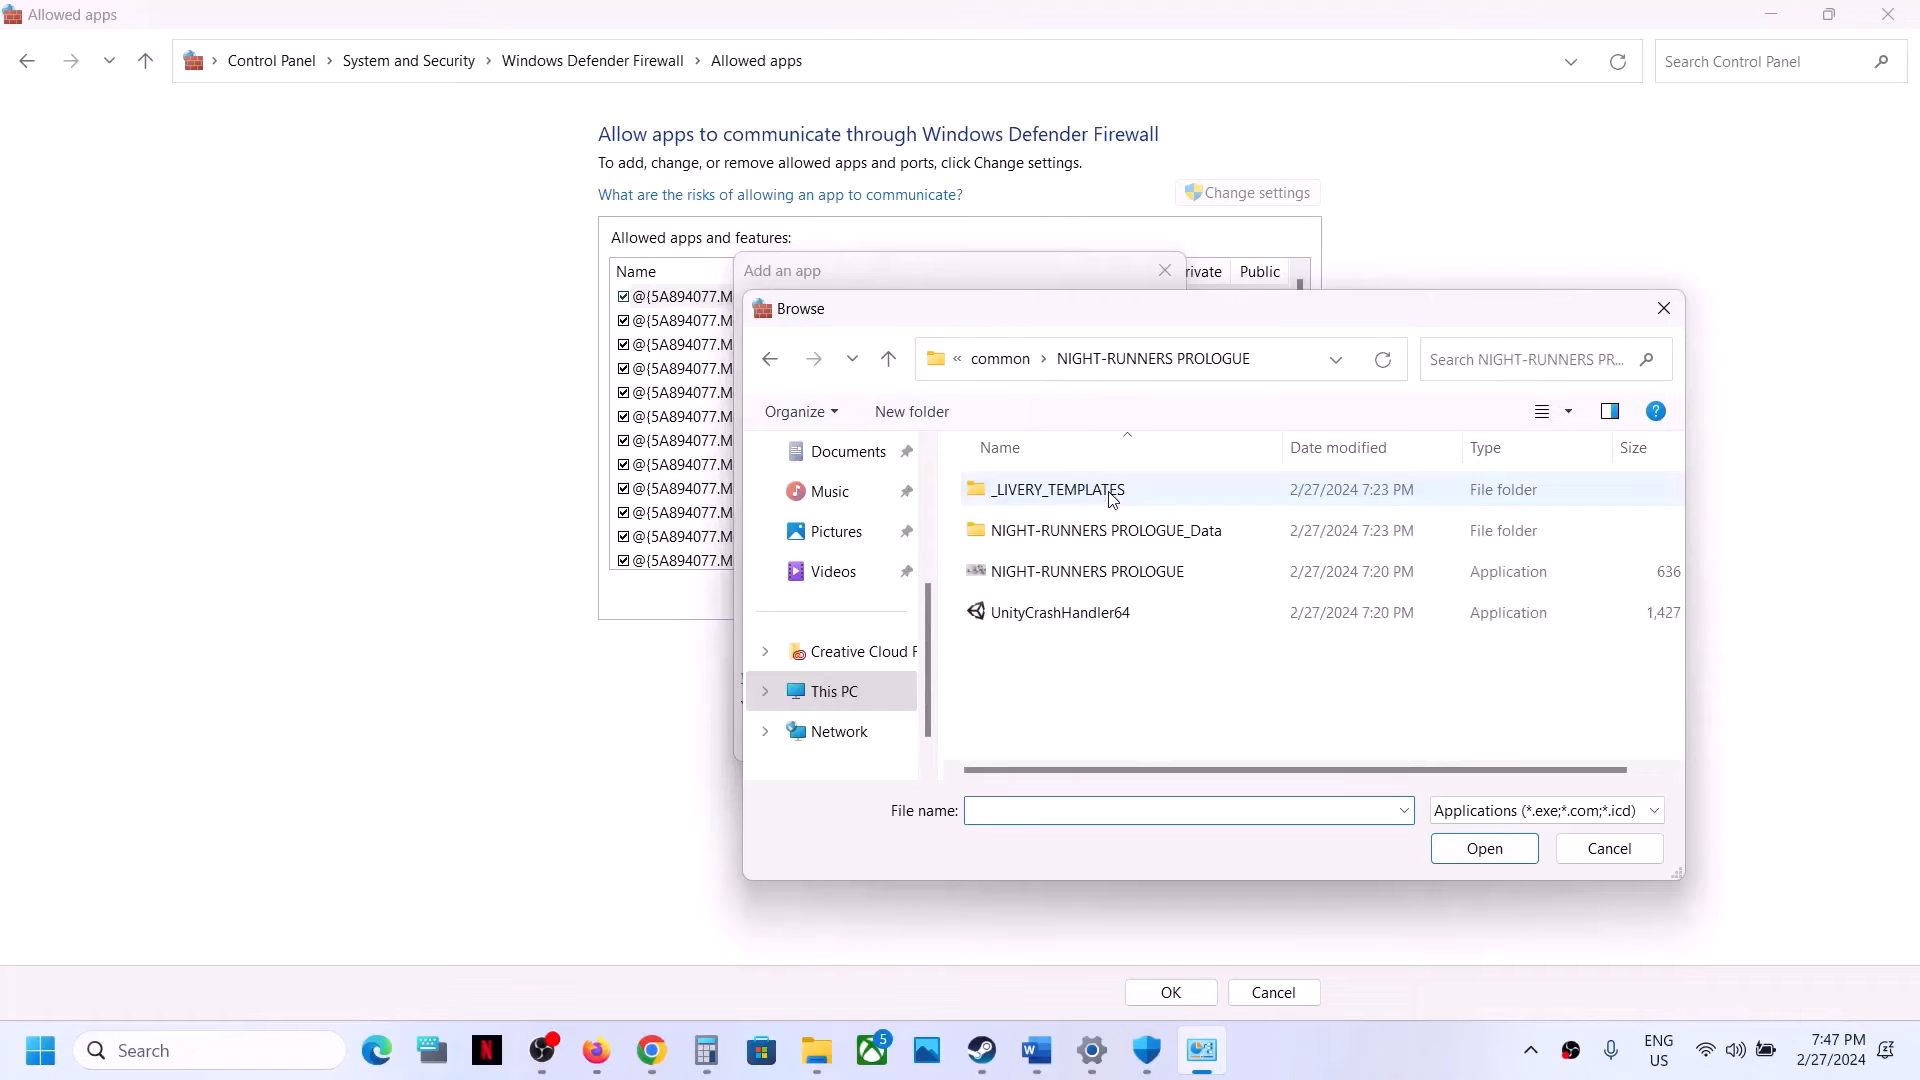 Allowed apps
Control Panel > System and Security > Windows Defender Firewall > Allowed apps
Search Control Panel
Allow apps to communicate through Windows Defender Firewall
To add, change, or remove allowed apps and ports, click Change settings.
What are the risks of allowing an app to communicate?
Change settings
Allowed apps and features:
Name
rivate
Public
@{5A894077.M
@{5A894077.M
@{5A894077.M
@{5A894077.M
@{5A894077.M
@{5A894077.M
@{5A894077.M
@{5A894077.M
@{5A894077.M
@{5A894077.M
@{5A894077.M
@{5A894077.M
Add an app
Browse
« common > NIGHT-RUNNERS PROLOGUE
Search NIGHT-RUNNERS PR...
Organize
New folder
Documents
Music
Pictures
Videos
Creative Cloud F
This PC
Network
Name Date modified Type Size
_LIVERY_TEMPLATES 2/27/2024 7:23 PM File folder
NIGHT-RUNNERS PROLOGUE_Data 2/27/2024 7:23 PM File folder
NIGHT-RUNNERS PROLOGUE 2/27/2024 7:20 PM Application 636
UnityCrashHandler64 2/27/2024 7:20 PM Application 1,427
File name:
Applications (*.exe;*.com;*.icd)
Open
Cancel
OK
Cancel
Search
N
5
W
ENG
US
7:47 PM
2/27/2024